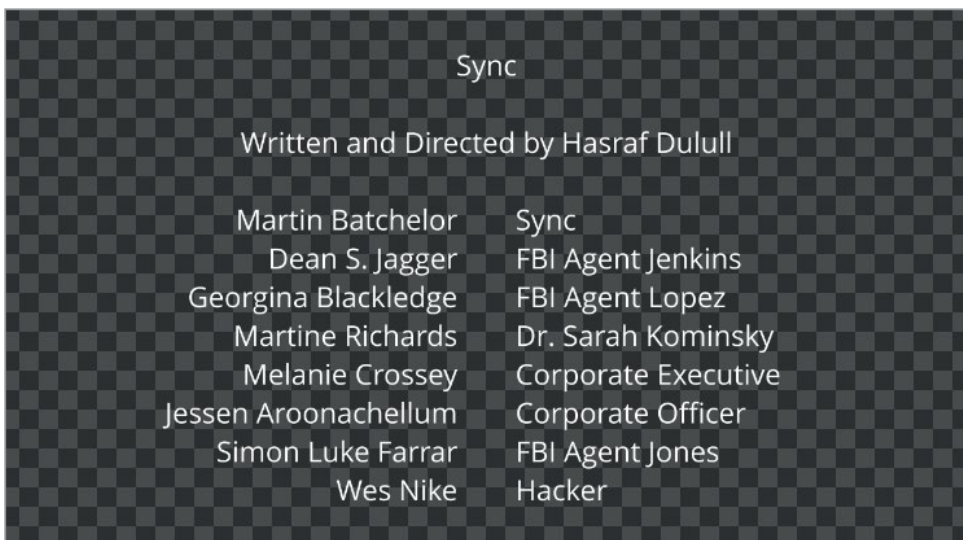 Sync
Written and Directed by Hasraf Dulull
Martin Batchelor Sync
Dean S. Jagger FBI Agent Jenkins
Georgina Blackledge FBI Agent Lopez
Martine Richards Dr. Sarah Kominsky
Melanie Crossey Corporate Executive
Jessen Aroonachellum Corporate Officer
Simon Luke Farrar FBI Agent Jones
Wes Nike Hacker